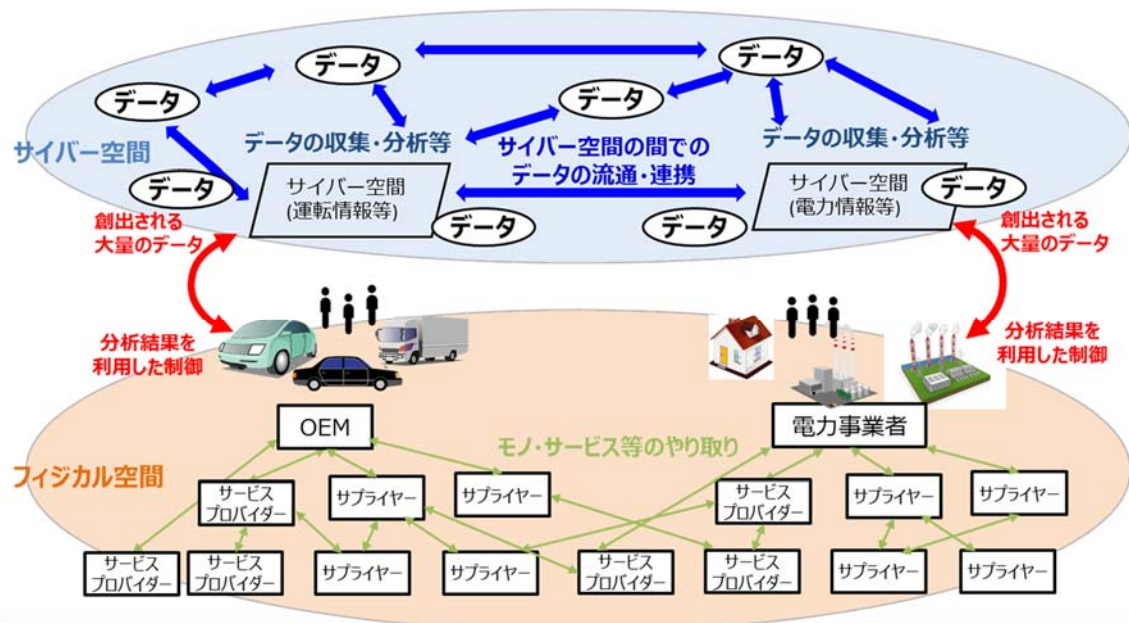 データ
データ
データ
データ
データの収集・分析等
サイバー空間の間での
データの流通・連携
データの収集・分析等
サイバー空間
データ
サイバー空間
(運転情報等)
データ
データ
サイバー空間
(電力情報等)
データ
創出される
大量のデータ
創出される
大量のデータ
分析結果を
利用した制御
分析結果を
利用した制御
OEM
モノ・サービス等のやり取り
電力事業者
フィジカル空間
サービス
プロバイダー
サプライヤー
サプライヤー
サービス
プロバイダー
サプライヤー
サプライヤー
サービス
プロバイダー
サービス
プロバイダー
サプライヤー
サプライヤー
サービス
プロバイダー
サービス
プロバイダー
サプライヤー
サプライヤー